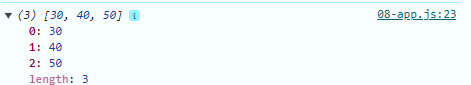 ▼ (3) [30, 40, 50] i 08-app.js:23
0: 30
1: 40
2: 50
length: 3